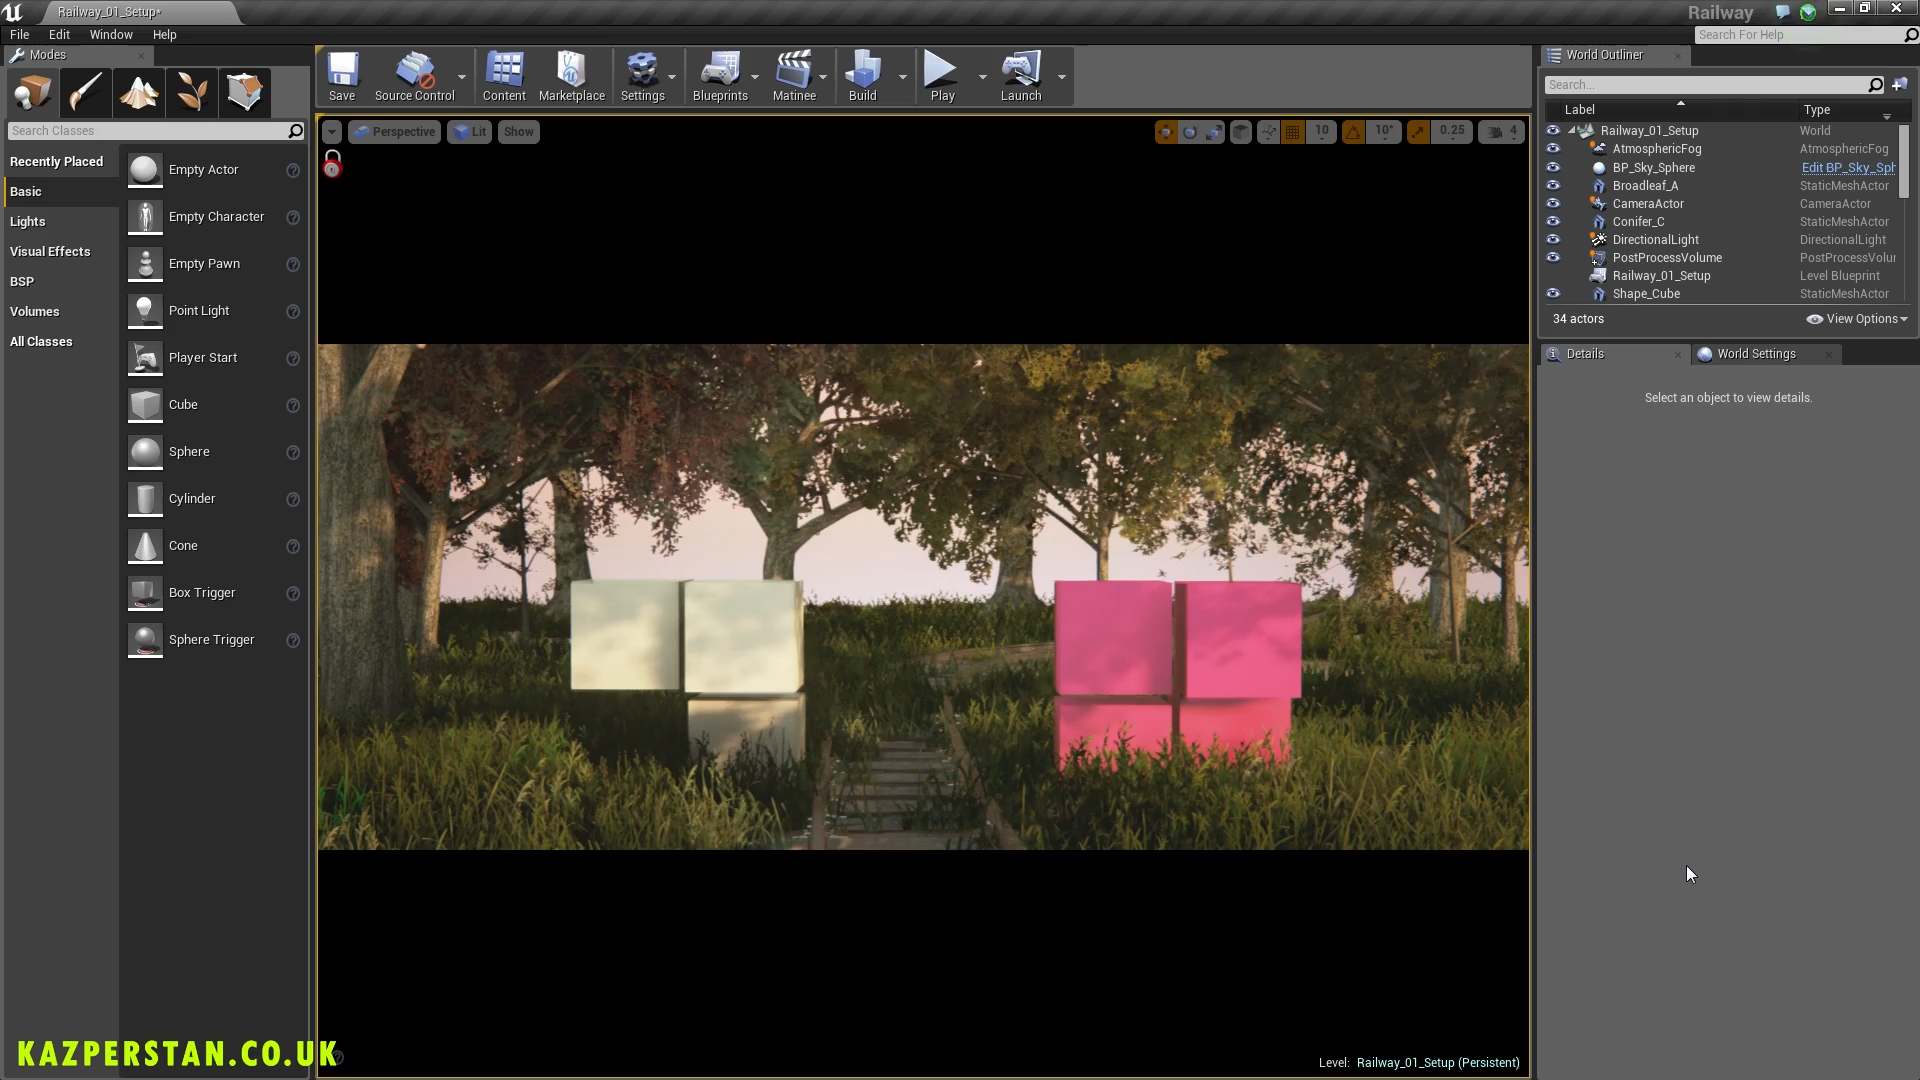 Railway_01_Setup*
Railway
File Edit Window Help
Search For Help
Modes
Search Classes
Recently Placed
Basic
Lights
Visual Effects
BSP
Volumes
All Classes
Empty Actor
Empty Character
Empty Pawn
Point Light
Player Start
Cube
Sphere
Cylinder
Cone
Box Trigger
Sphere Trigger
Save Source Control Content Marketplace Settings Blueprints Matinee Build Play Launch
Perspective Lit Show 10 10° 0.25 4
World Outliner
Search...
Label Type
Railway_01_Setup World
AtmosphericFog AtmosphericFog
BP_Sky_Sphere Edit BP_Sky_Sph
Broadleaf_A StaticMeshActor
CameraActor CameraActor
Conifer_C StaticMeshActor
DirectionalLight DirectionalLight
PostProcessVolume PostProcessVolur
Railway_01_Setup Level Blueprint
Shape_Cube StaticMeshActor
34 actors View Options
Details World Settings
Select an object to view details.
KAZPERSTAN.CO.UK
Level: Railway_01_Setup (Persistent)